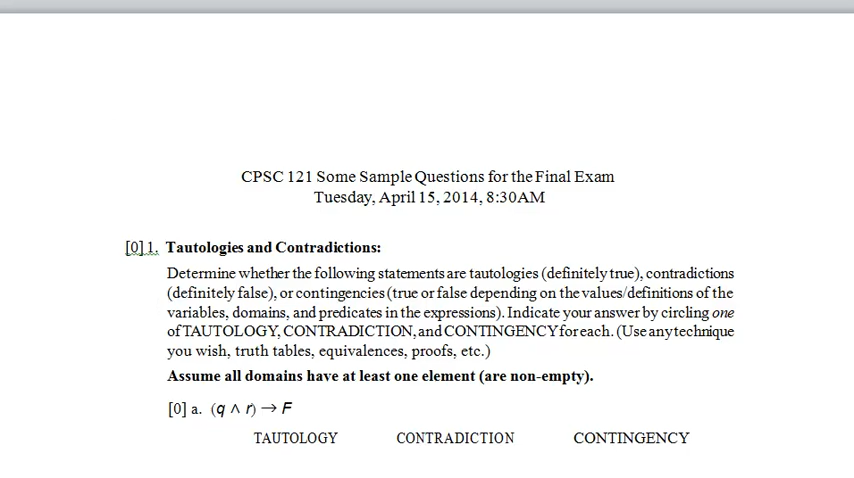 CPSC 121 Some Sample Questions for the Final Exam
Tuesday, April 15, 2014, 8:30AM
[0] 1. Tautologies and Contradictions:
Determine whether the following statements are tautologies (definitely true), contradictions
(definitely false), or contingencies (true or false depending on the values/definitions of the
variables, domains, and predicates in the expressions). Indicate your answer by circling one
of TAUTOLOGY, CONTRADICTION, and CONTINGENCY for each. (Use any technique
you wish, truth tables, equivalences, proofs, etc.)
Assume all domains have at least one element (are non-empty).
[0] a. (q ∧ r) → F
TAUTOLOGY CONTRADICTION CONTINGENCY